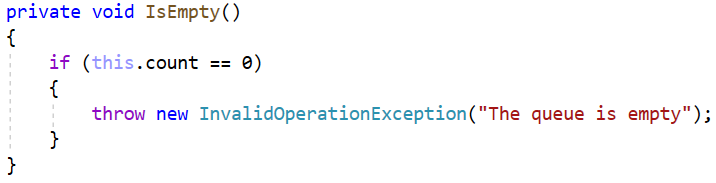 private void IsEmpty()
{
    if (this.count == 0)
    {
        throw new InvalidOperationException("The queue is empty");
    }
}